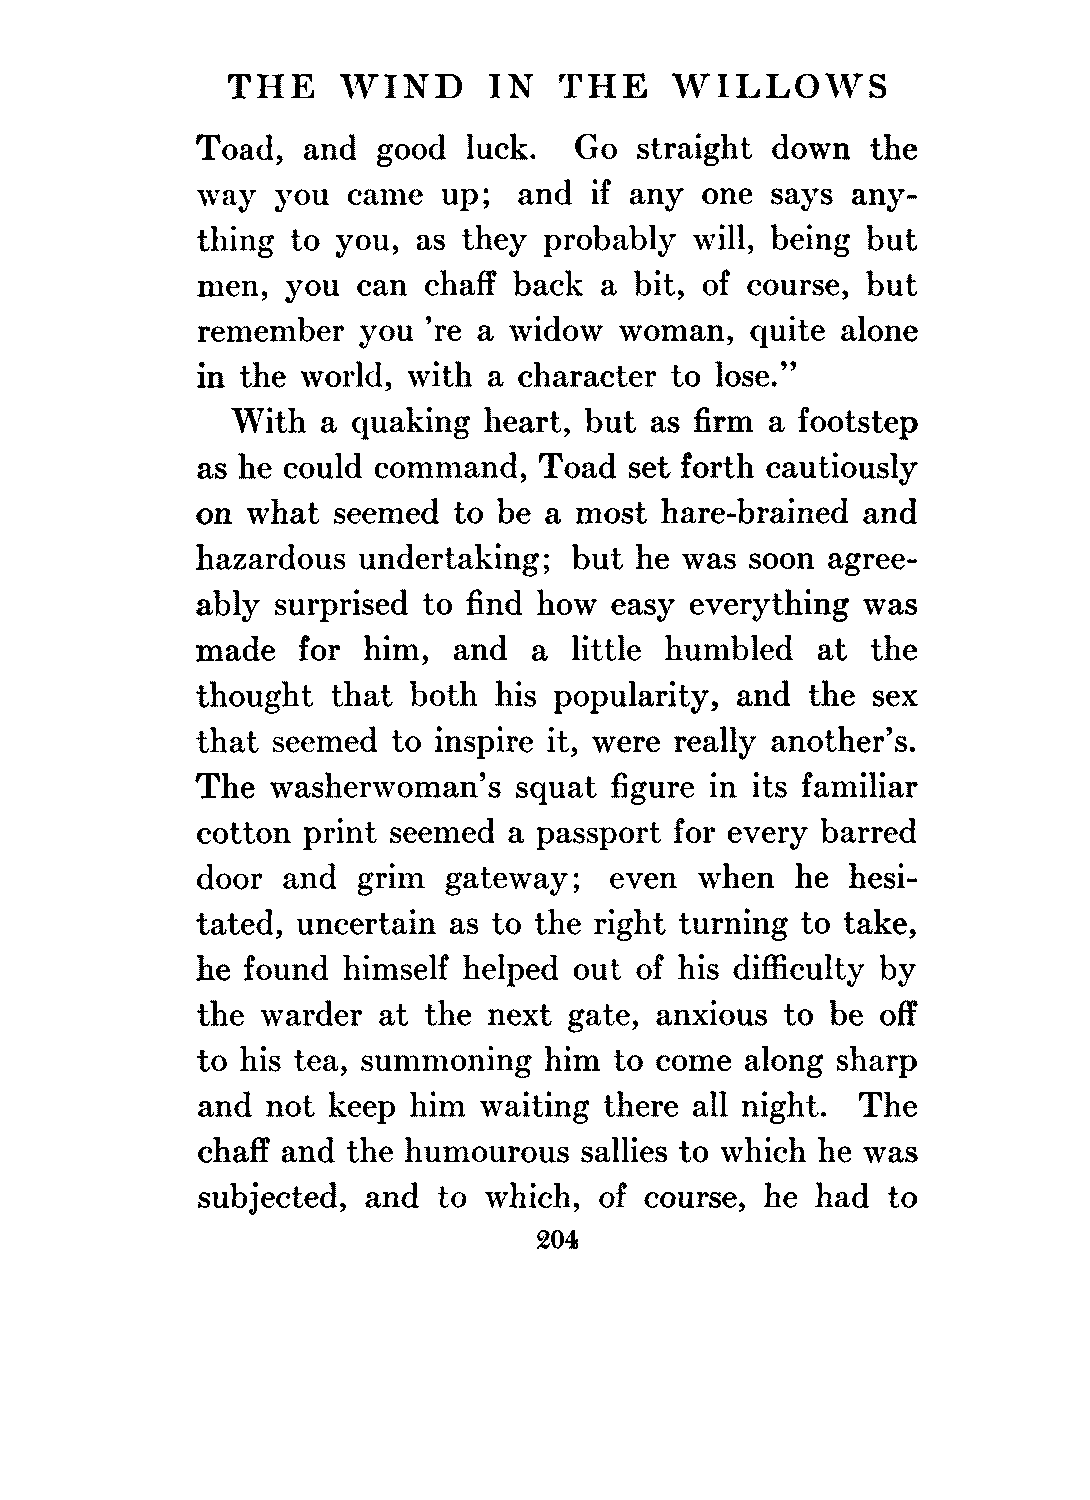 THE WIND IN THE WILLOWS
Toad, and good luck. Go straight down the
way you came up; and if any one says any-
thing to you, as they probably will, being but
men, you can chaff back a bit, of course, but
remember you 're a widow woman, quite alone
in the world, with a character to lose.”
With a quaking heart, but as firm a footstep
as he could command, Toad set forth cautiously
on what seemed to be a most hare-brained and
hazardous undertaking; but he was soon agree-
ably surprised to find how easy everything was
made for him, and a little humbled at the
thought that both his popularity, and the sex
that seemed to inspire it, were really another's.
The washerwoman's squat figure in its familiar
cotton print seemed a passport for every barred
door and grim gateway; even when he hesi-
tated, uncertain as to the right turning to take,
he found himself helped out of his difficulty by
the warder at the next gate, anxious to be off
to his tea, summoning him to come along sharp
and not keep him waiting there all night. The
chaff and the humourous sallies to which he was
subjected, and to which, of course, he had to
204